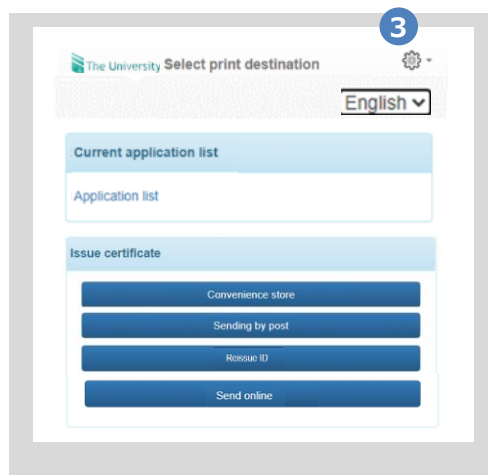 3
The University Select print destination
English
Current application list
Application list
Issue certificate
Convenience store
Sending by post
Reissue ID
Send online